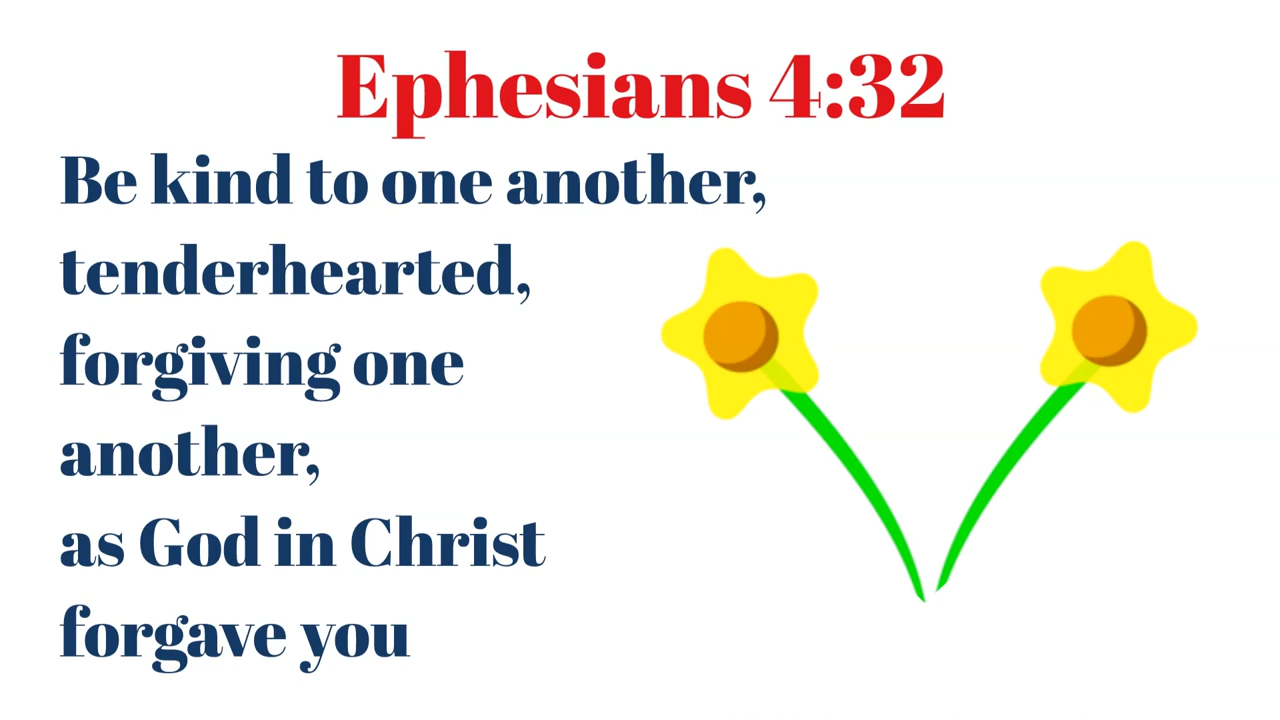 Ephesians 4:32
Be kind to one another,
tenderhearted,
forgiving one
another,
as God in Christ
forgave you